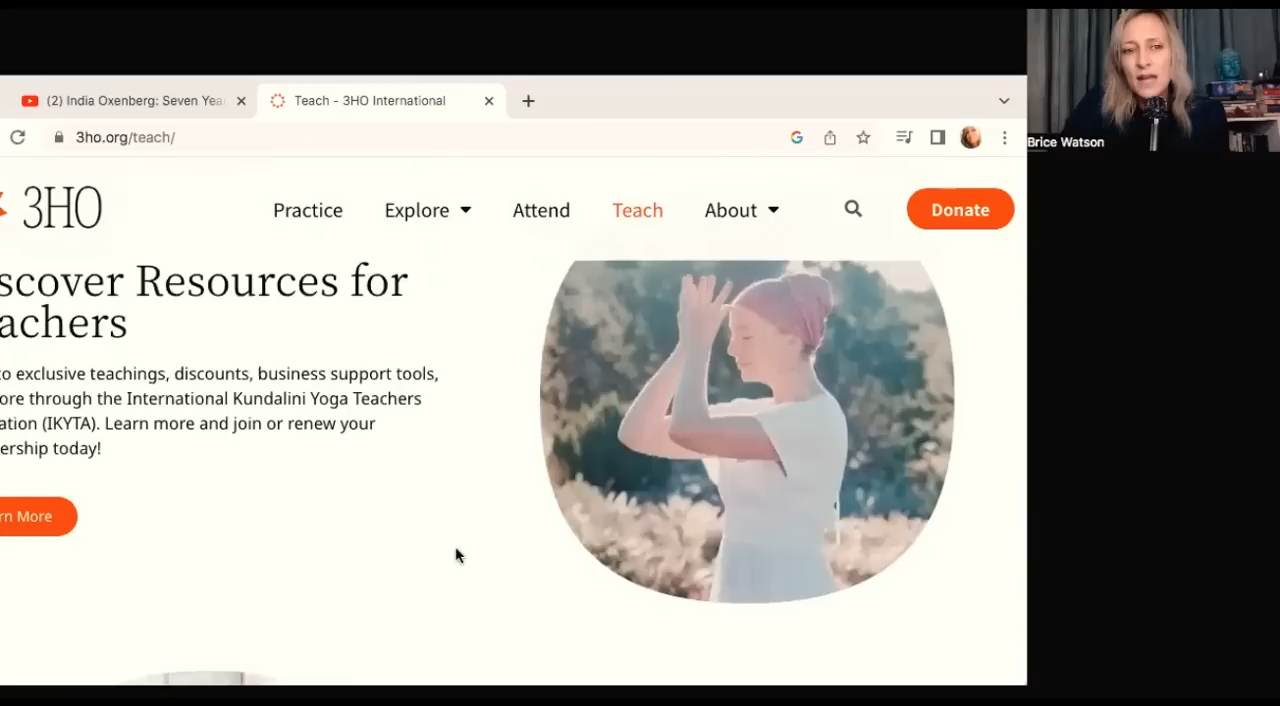 (2) India Oxenberg: Seven Yea
Teach - 3HO International
3ho.org/teach/
Brice Watson
3HO
Practice Explore Attend Teach About Donate
scover Resources for
achers
to exclusive teachings, discounts, business support tools,
ore through the International Kundalini Yoga Teachers
ation (IKYTA). Learn more and join or renew your
ership today!
rn More